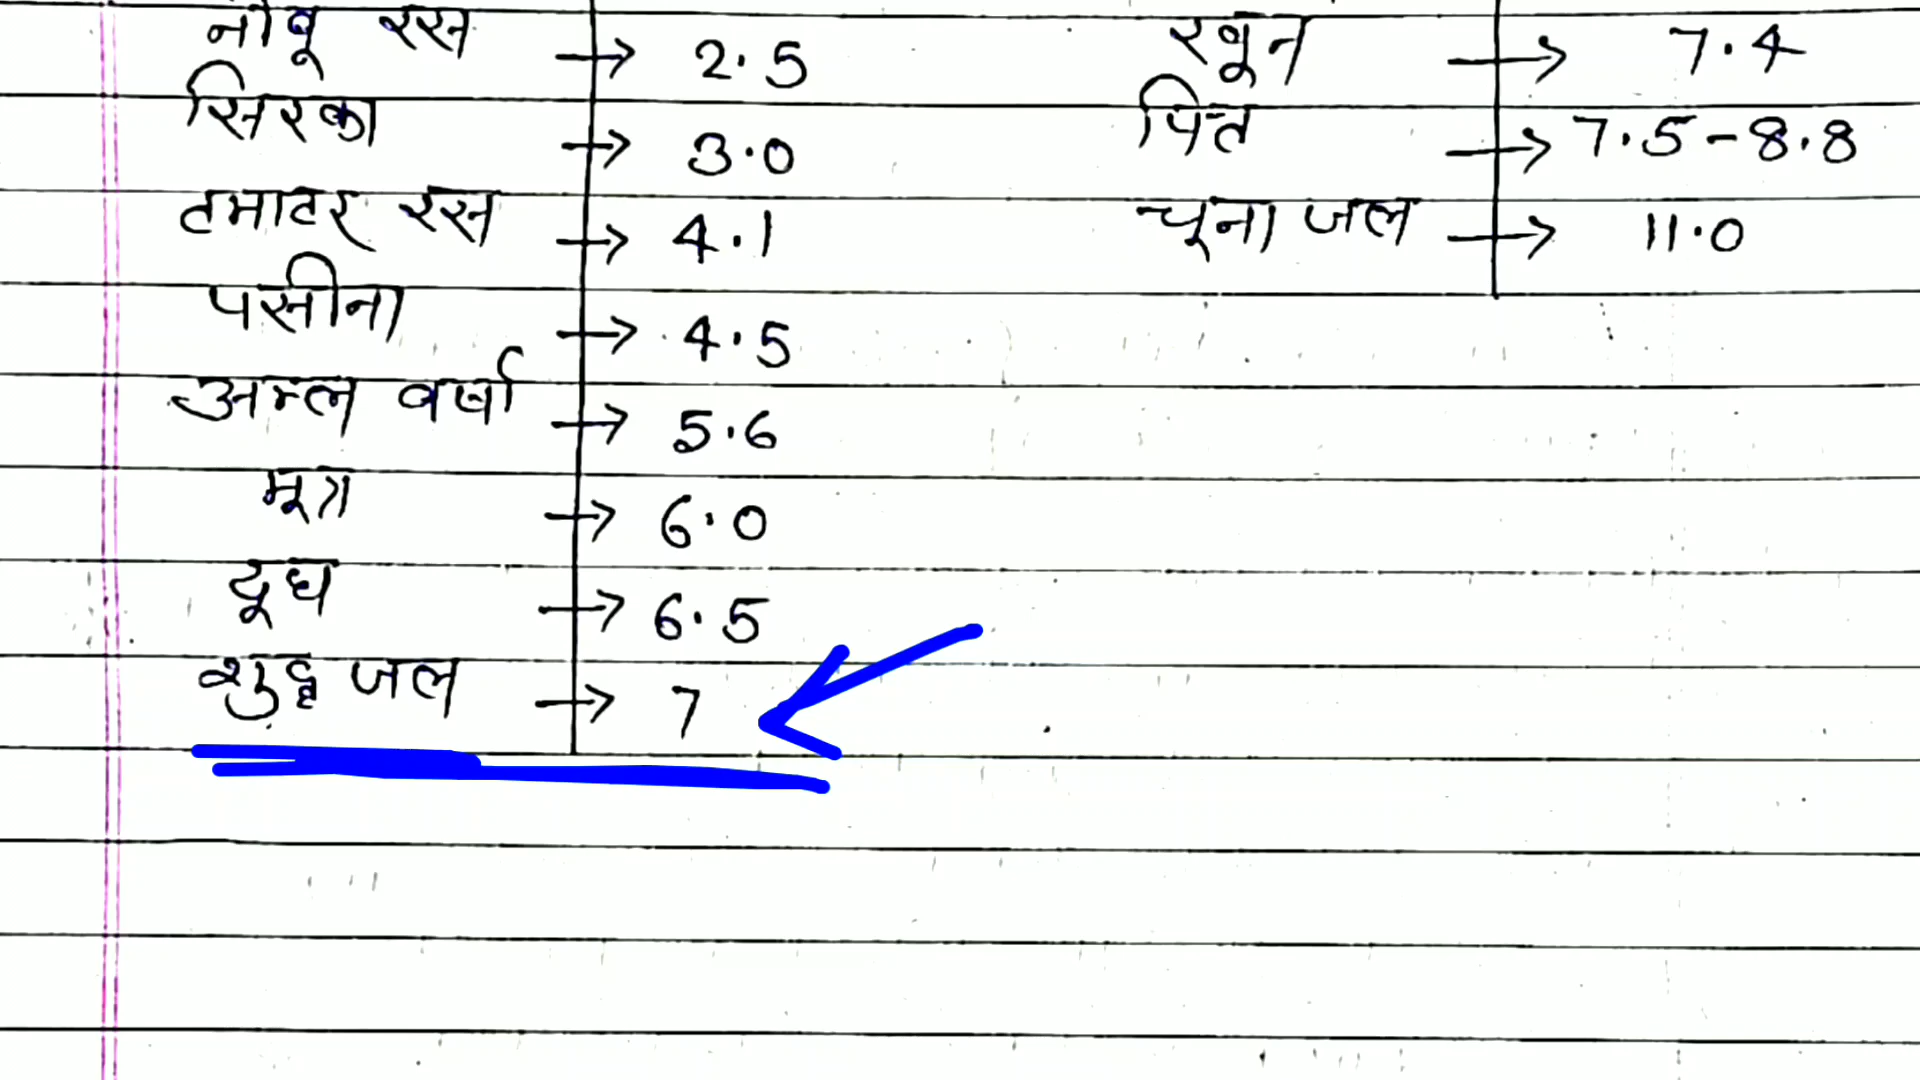 नींबू रस → 2.5
सिरका → 3.0
टमाटर रस → 4.1
पसीना → 4.5
अम्ल वर्षा → 5.6
मूत्र → 6.0
दूध → 6.5
शुद्ध जल → 7
खून → 7.4
पित → 7.5-8.8
चूना जल → 11.0